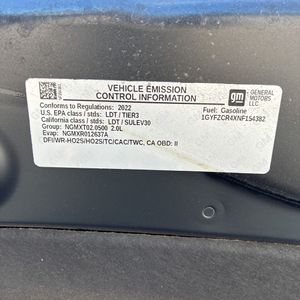 VEHICLE EMISSION
CONTROL INFORMATION
gm
GENERAL
MOTORS
LLC
Conforms to Regulations: 2022
Fuel: Gasoline
U.S. EPA class / stds: LDT / TIER3
1GYFZCR4XNF154382
California class / stds: LDT / SULEV30
Group: NGMXT02.0500 2.0L
Evap: NGMXR012637A
DFI/WR-HO2S/HO2S/TC/CAC/TWC, CA OBD: II